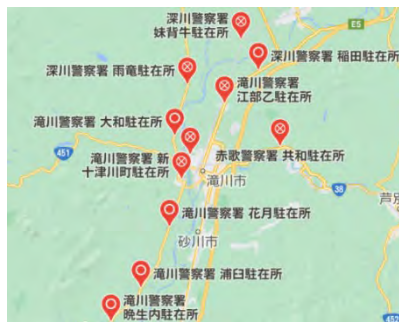 深川警察署
妹背牛駐在所
E5
深川警察署 稲田駐在所
深川警察署 雨竜駐在所
滝川警察署
江部乙駐在所
滝川警察署 大和駐在所
451
赤歌警察署 共和駐在所
滝川警察署 新
十津川町駐在所
滝川市
38
芦別
滝川警察署 花月駐在所
砂川市
滝川警察署 浦臼駐在所
滝川警察署
晩生内駐在所
452